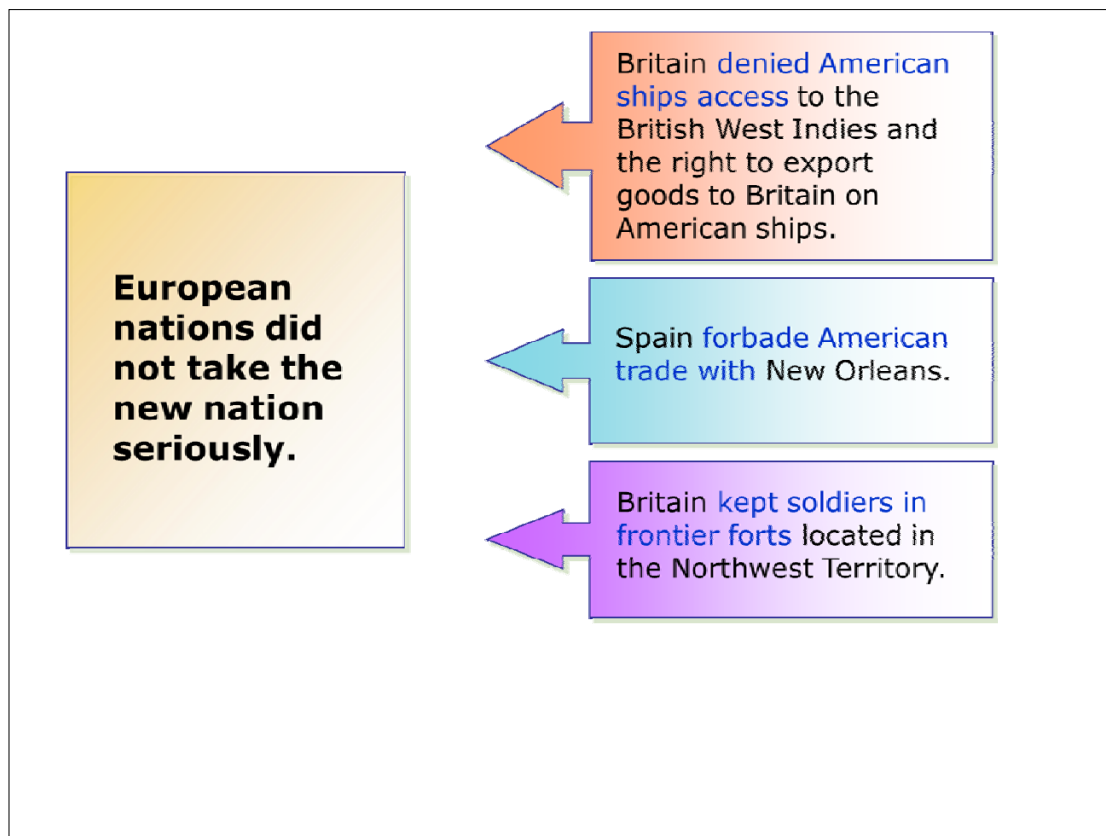 European
nations did
not take the
new nation
seriously.
Britain denied American
ships access to the
British West Indies and
the right to export
goods to Britain on
American ships.
Spain forbade American
trade with New Orleans.
Britain kept soldiers in
frontier forts located in
the Northwest Territory.